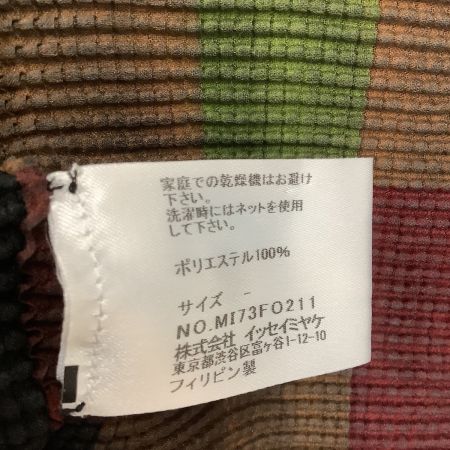 家庭での乾燥機はお避け
下さい。
洗濯時にはネットを使用
して下さい。
ポリエステル100%
サイズ -
NO.MI73FO211
株式会社 イッセイミヤケ
東京都渋谷区富ヶ谷1-12-10
フィリピン製